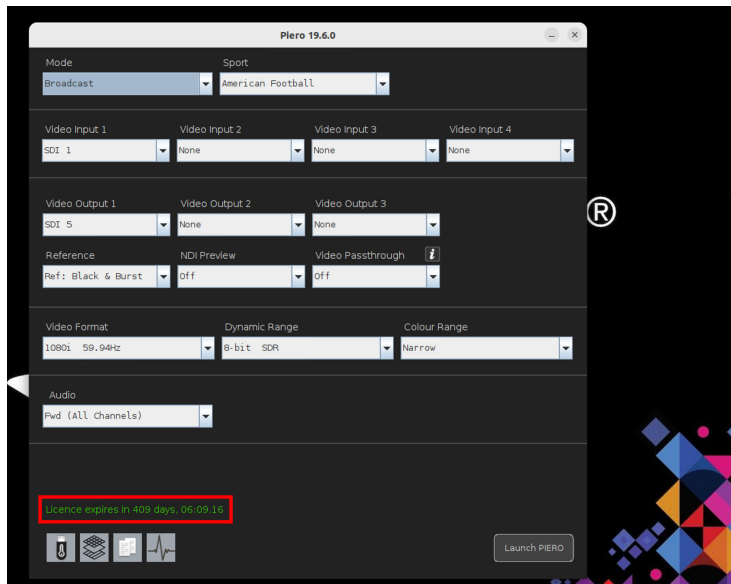 Piero 19.6.0
Mode Sport
Broadcast American Football
Video Input 1 Video Input 2 Video Input 3 Video Input 4
SDI 1 None None None
Video Output 1 Video Output 2 Video Output 3
SDI 5 None None
Reference NDI Preview Video Passthrough i
Ref: Black & Burst Off Off
Video Format Dynamic Range Colour Range
1080i 59.94Hz 8-bit SDR Narrow
Audio
Fwd (All Channels)
Licence expires in 409 days, 06:09.16
Launch PIERO
®